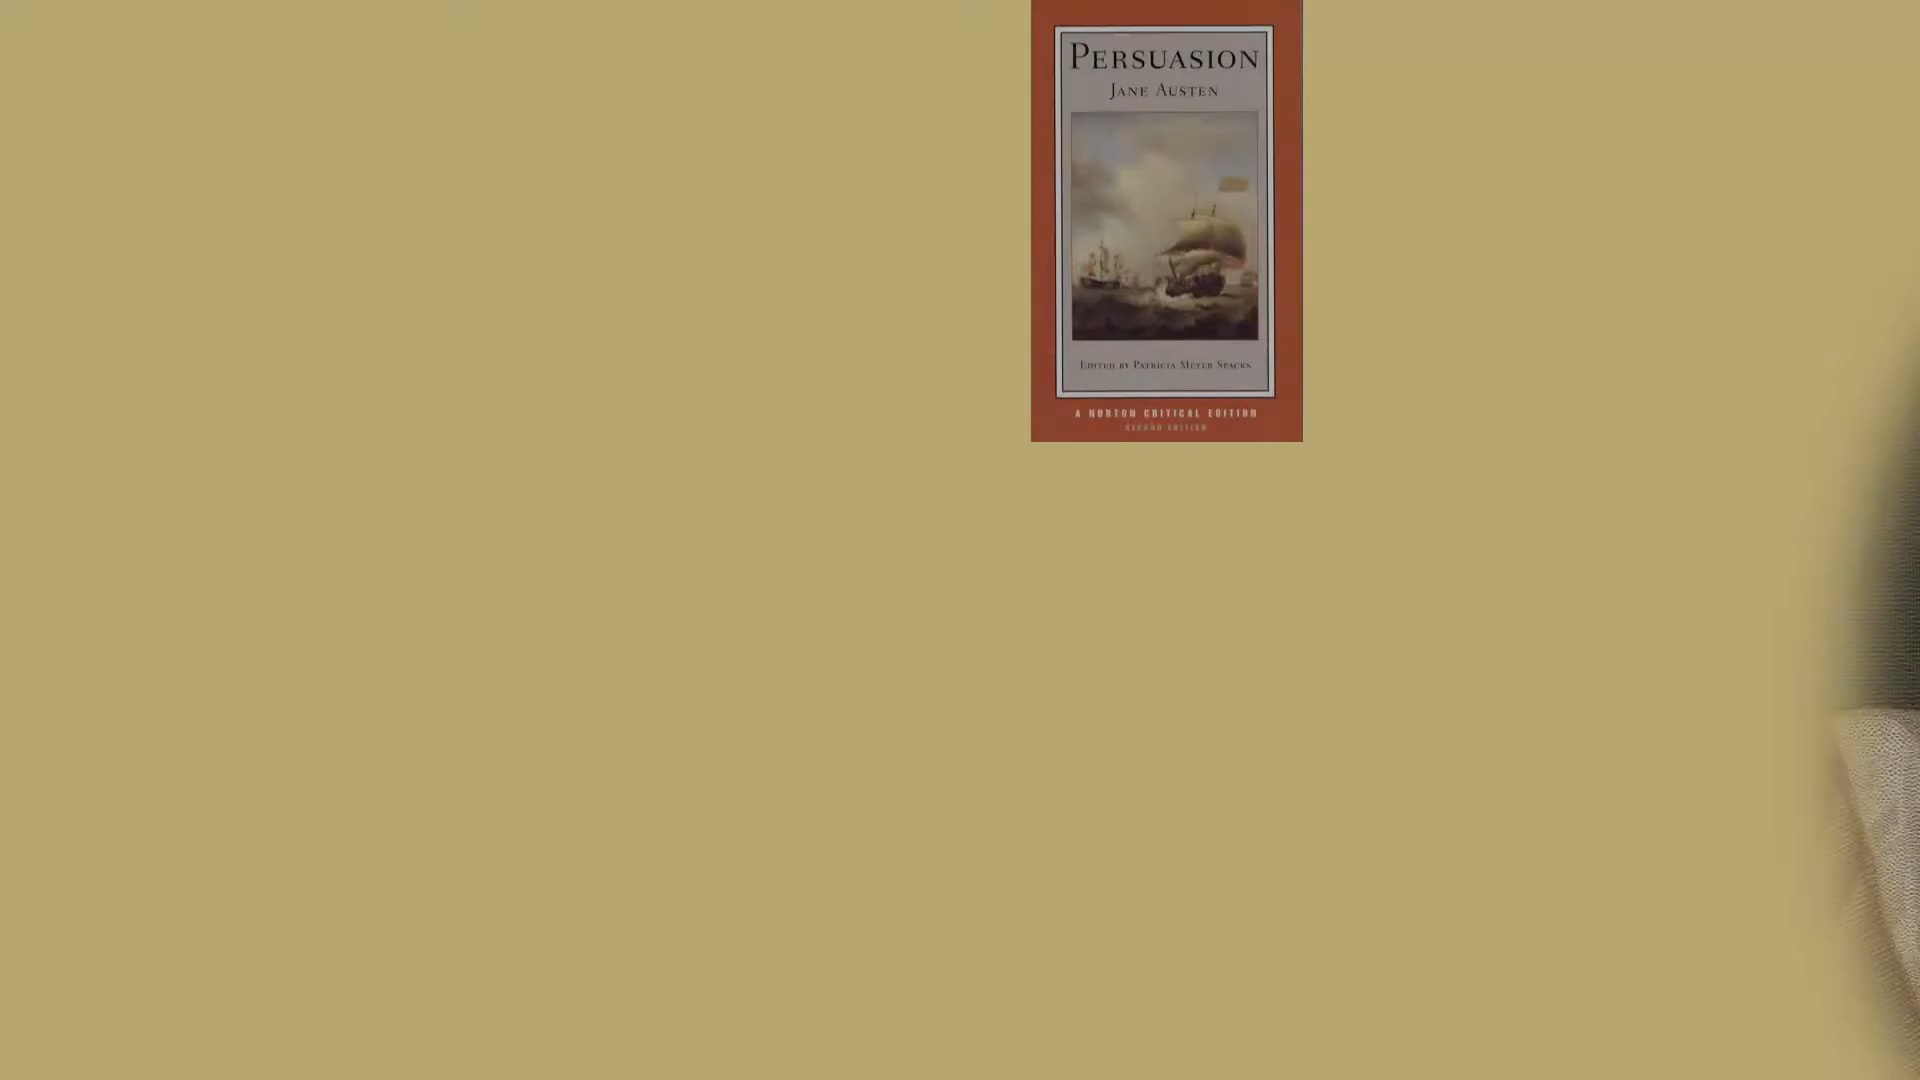 PERSUASION
JANE AUSTEN
EDITED BY PATRICIA MEYER SPACKS
A NORTON CRITICAL EDITION
SECOND EDITION